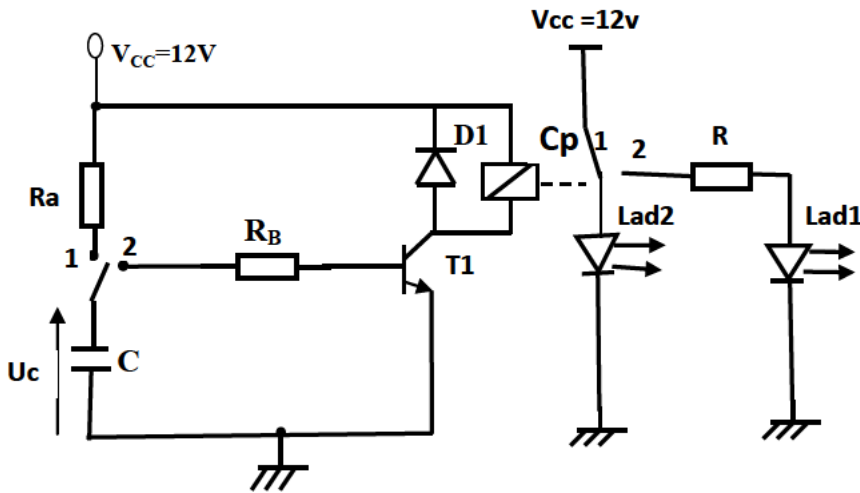 Vcc =12v
VCC=12V
D1
Cp
1
2
R
Ra
Lad2
Lad1
RB
1
2
T1
Uc
C